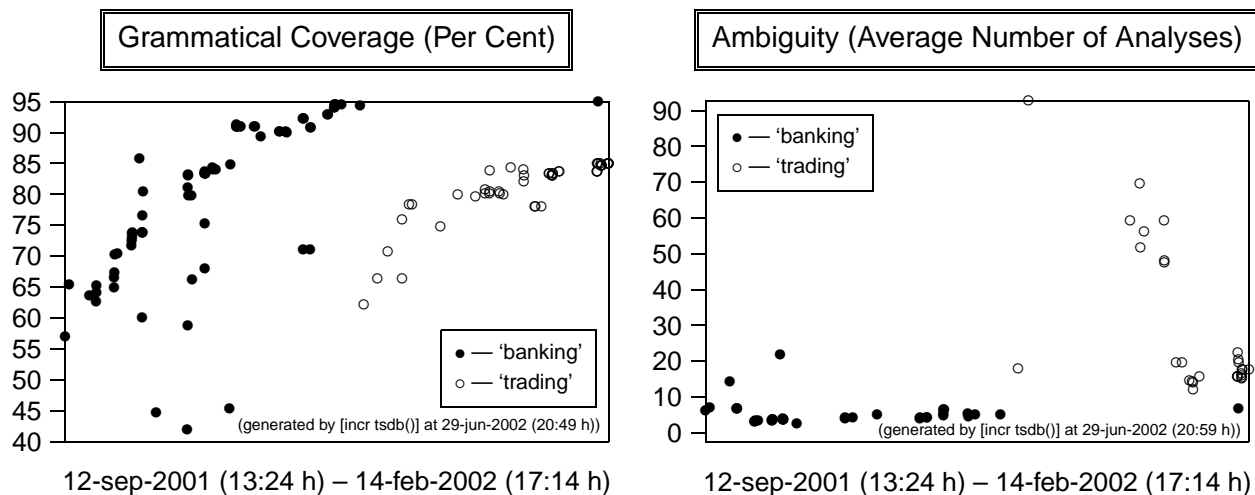 Grammatical Coverage (Per Cent)
95
90
85
80
75
70
65
60
55
50
45
40
● — ‘banking’
○ — ‘trading’
(generated by [incr tsdb()] at 29-jun-2002 (20:49 h))
12-sep-2001 (13:24 h) – 14-feb-2002 (17:14 h)
Ambiguity (Average Number of Analyses)
90
80
70
60
50
40
30
20
10
0
● — ‘banking’
○ — ‘trading’
(generated by [incr tsdb()] at 29-jun-2002 (20:59 h))
12-sep-2001 (13:24 h) – 14-feb-2002 (17:14 h)